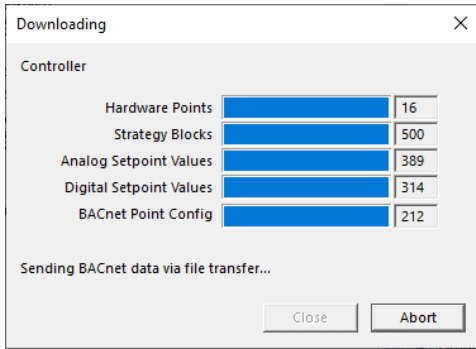 Downloading
Controller
Hardware Points 16
Strategy Blocks 500
Analog Setpoint Values 389
Digital Setpoint Values 314
BACnet Point Config 212
Sending BACnet data via file transfer...
Close Abort